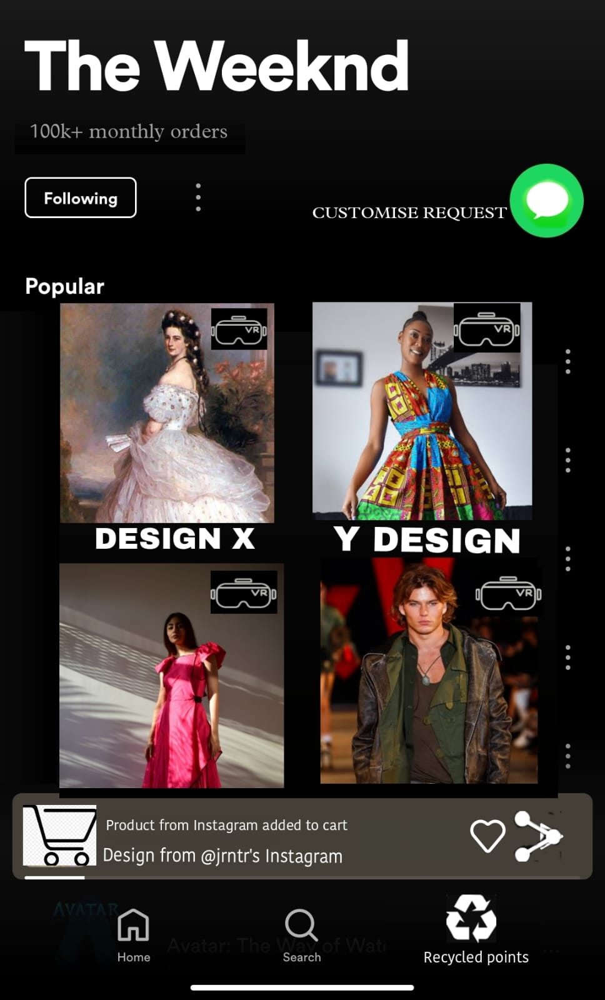 The Weeknd
100k+ monthly orders
Following
CUSTOMISE REQUEST
Popular
VR
VR
DESIGN X
Y DESIGN
VR
VR
Product from Instagram added to cart
Design from @jrntr's Instagram
AVATAR
Avatar: The Way of Wat
Home
Search
Recycled points